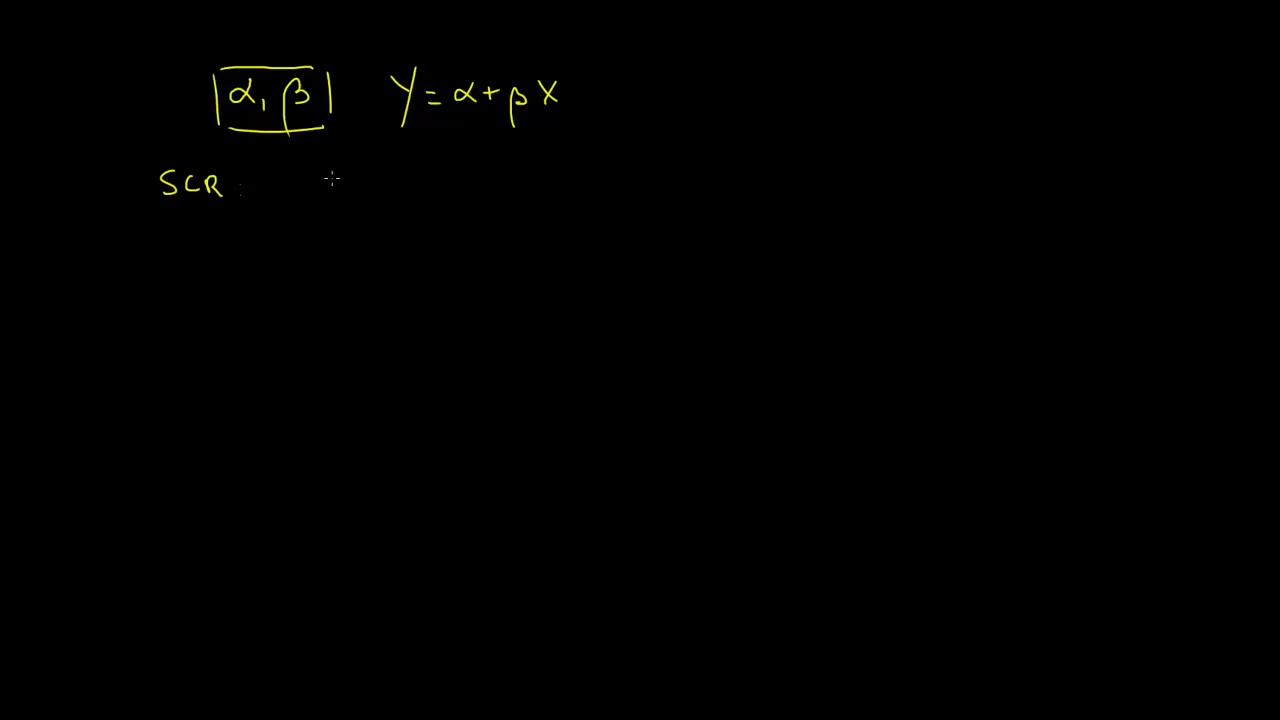 α, β Y = α + β X
SCR :